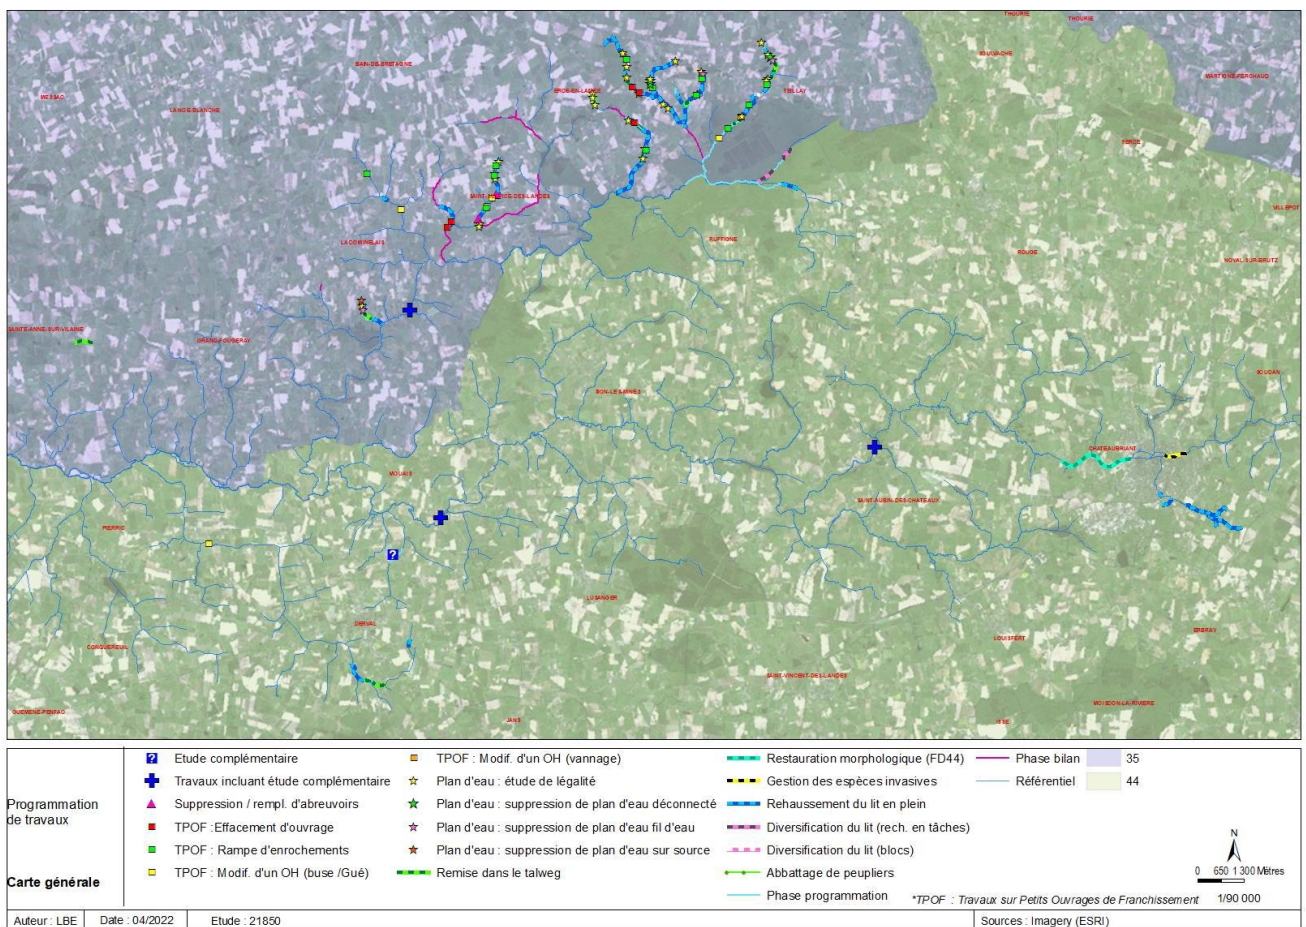 THOURIE
THOURIE
BAIN-DE-BRETAGNE
SOULVACHE
MARTIGNE-FERCHAUD
MESSAC
LA NOE-BLANCHE
ERCE-EN-LAMEE
TEILLAY
VILLEPOT
LA DOMINELAIS
RUFFIGNE
ROUGE
NOYAL-SUR-BRUTZ
SAINTE-ANNE-SUR-VILAINE
GRAND-FOUGERAY
SION-LES-MINES
SOUDAN
CHATEAUBRIANT
MOUAIS
SAINT-AUBIN-DES-CHATEAUX
PIERRIC
LUSANGER
DERVAL
CONQUEREUIL
LOUISFERT
ERBRAY
SAINT-VINCENT-DES-LANDES
GUEMENE-PENFAO
JANS
ISSE
MOISDON-LA-RIVIERE
Programmation
de travaux
Carte générale
Etude complémentaire
Travaux incluant étude complémentaire
Suppression / rempl. d'abreuvoirs
TPOF :Effacement d'ouvrage
TPOF : Rampe d'enrochements
TPOF : Modif. d'un OH (buse /Gué)
TPOF : Modif. d'un OH (vannage)
Plan d'eau : étude de légalité
Plan d'eau : suppression de plan d'eau déconnecté
Plan d'eau : suppression de plan d'eau fil d'eau
Plan d'eau : suppression de plan d'eau sur source
Remise dans le talweg
Restauration morphologique (FD44)
Gestion des espèces invasives
Rehaussement du lit en plein
Diversification du lit (rech. en tâches)
Diversification du lit (blocs)
Abbattage de peupliers
Phase programmation
Phase bilan
Référentiel
35
44
N
0 650 1 300 Mètres
1/90 000
*TPOF : Travaux sur Petits Ouvrages de Franchissement
Auteur : LBE
Date : 04/2022
Etude : 21850
Sources : Imagery (ESRI)